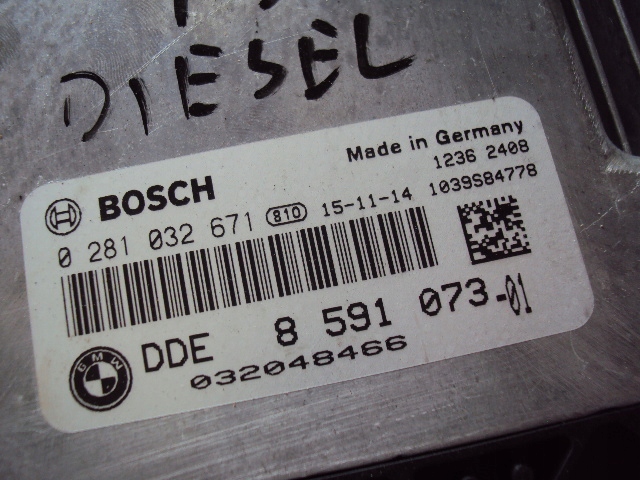 DIESEL
Made in Germany
1236 2408
BOSCH
0 281 032 671 810 15-11-14 1039S84778
BMW
DDE 8 591 073-01
032048466